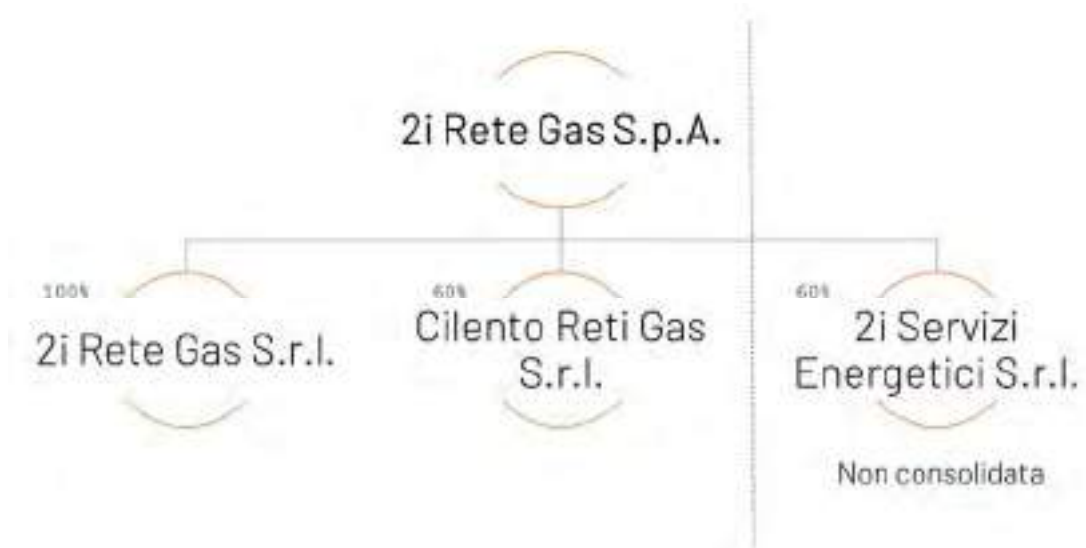 2i Rete Gas S.p.A.
100%
2i Rete Gas S.r.l.
60%
Cilento Reti Gas
S.r.l.
60%
2i Servizi
Energetici S.r.l.
Non consolidata